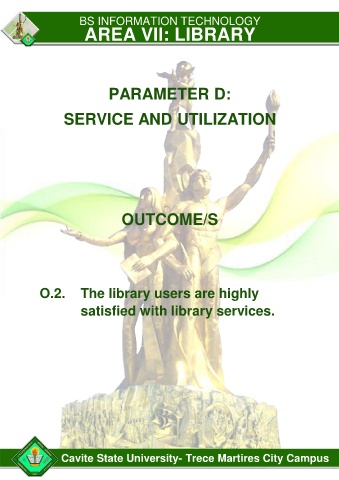 BS INFORMATION TECHNOLOGY
AREA VII: LIBRARY
PARAMETER D:
SERVICE AND UTILIZATION
OUTCOME/S
O.2. The library users are highly
satisfied with library services.
Cavite State University- Trece Martires City Campus